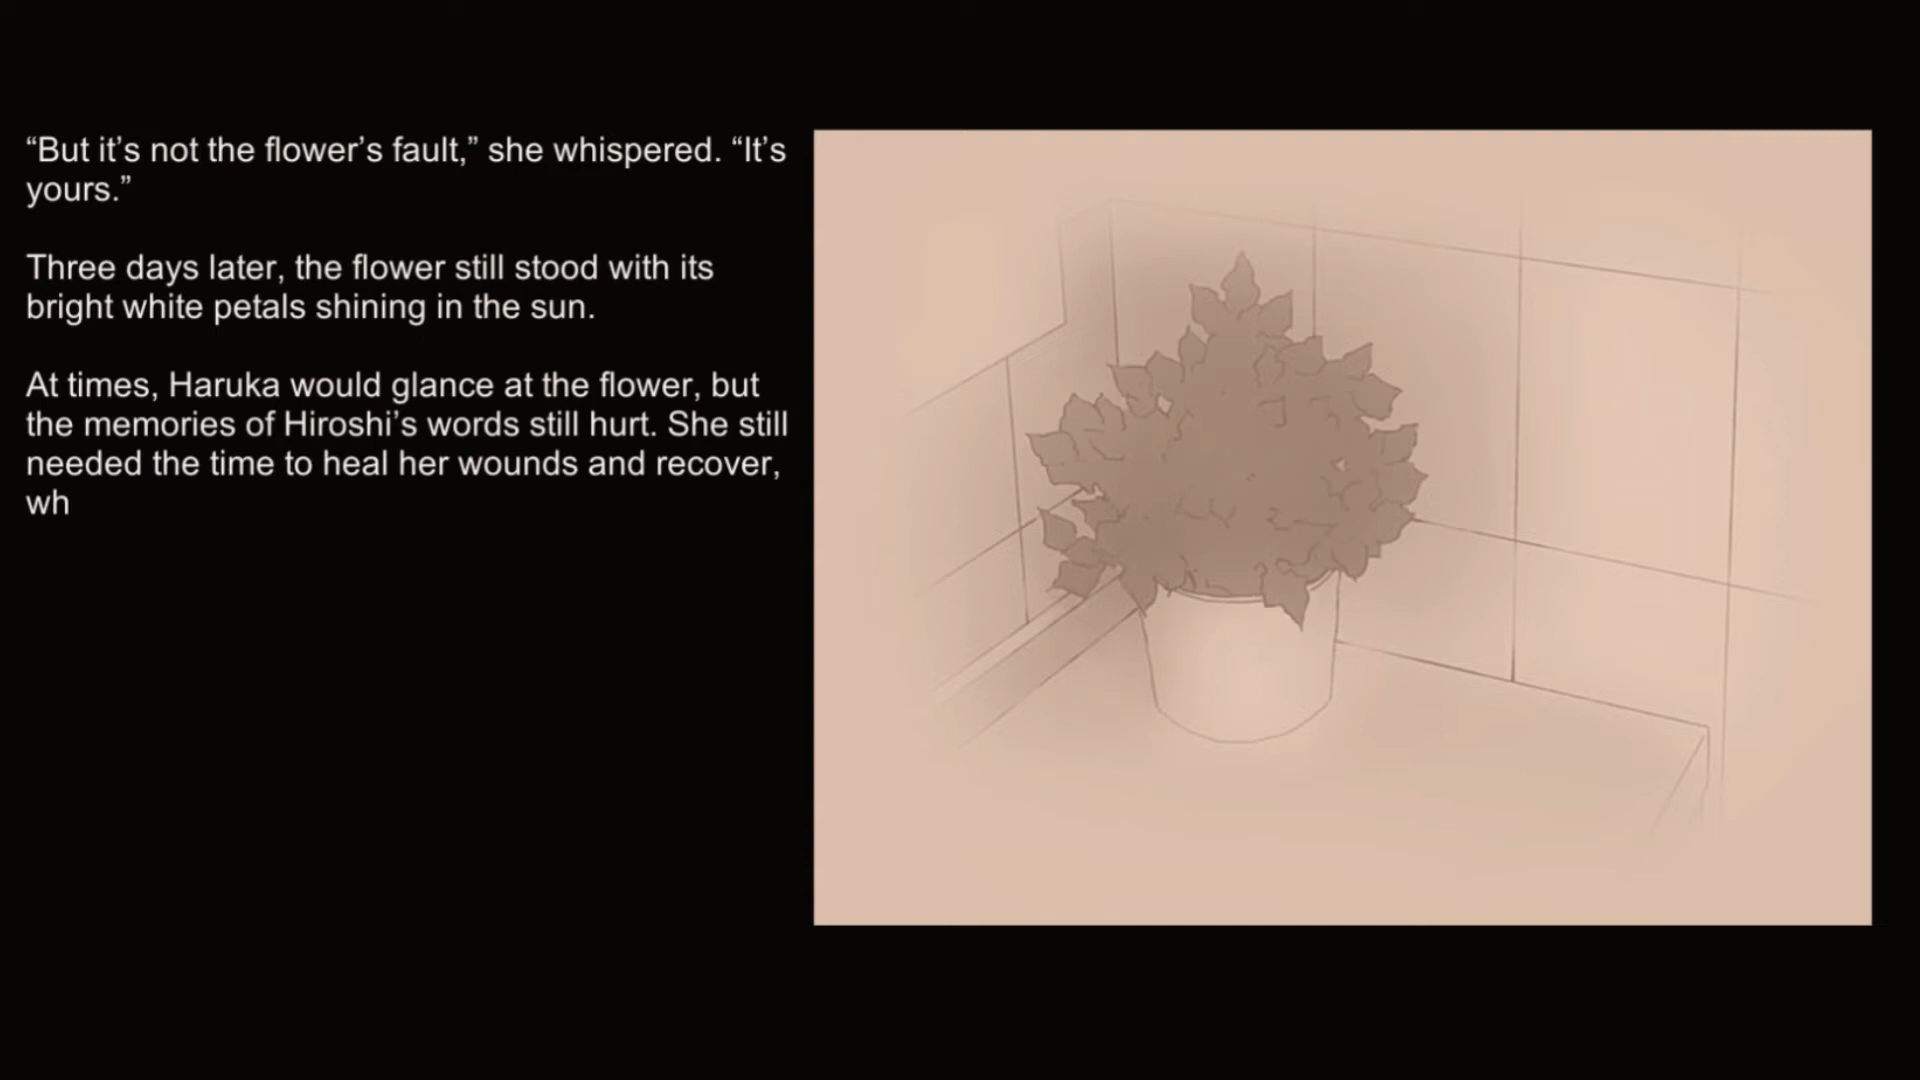 “But it’s not the flower’s fault,” she whispered. “It’s
yours.”
Three days later, the flower still stood with its
bright white petals shining in the sun.
At times, Haruka would glance at the flower, but
the memories of Hiroshi’s words still hurt. She still
needed the time to heal her wounds and recover,
wh